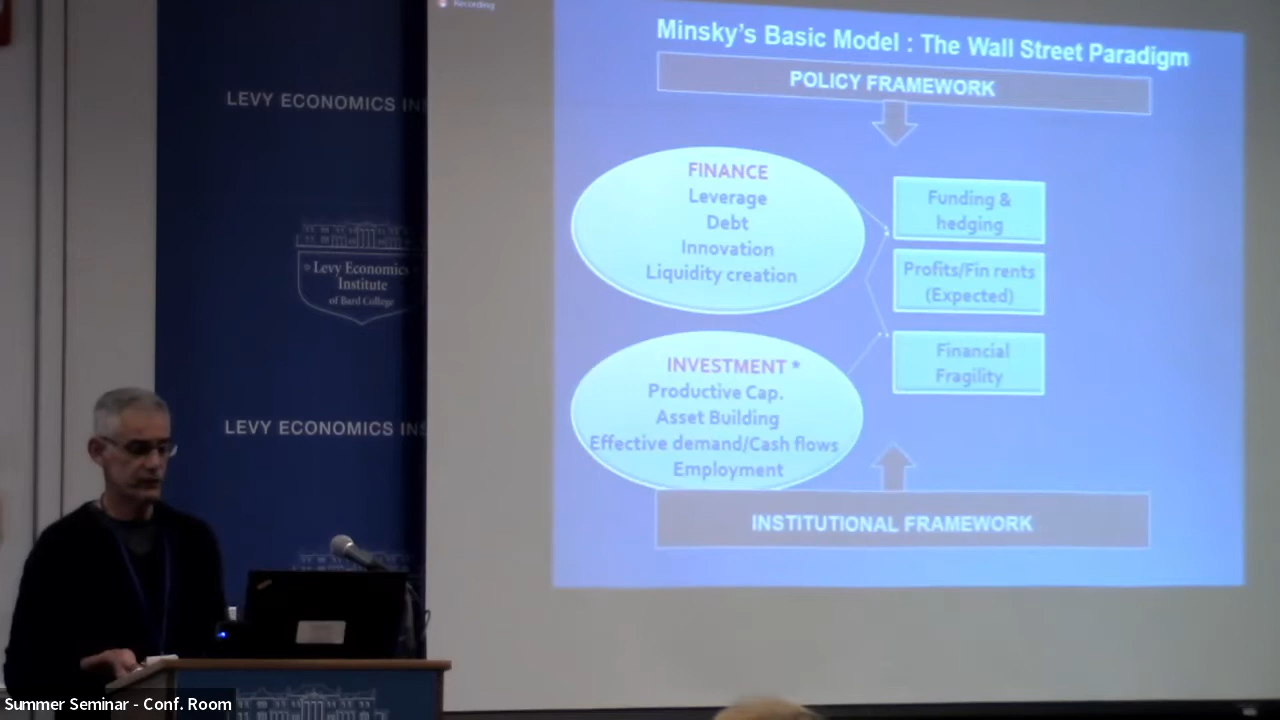 Recording
Minsky's Basic Model : The Wall Street Paradigm
POLICY FRAMEWORK
LEVY ECONOMICS
FINANCE
Leverage
Debt
Innovation
Liquidity creation
Funding &
hedging
Profits/Fin rents
(Expected)
Levy Economics
Institute
of Bard College
INVESTMENT *
Productive Cap.
Asset Building
Effective demand/Cash flows
Employment
Financial
Fragility
LEVY ECONOMICS
INSTITUTIONAL FRAMEWORK
Summer Seminar - Conf. Room